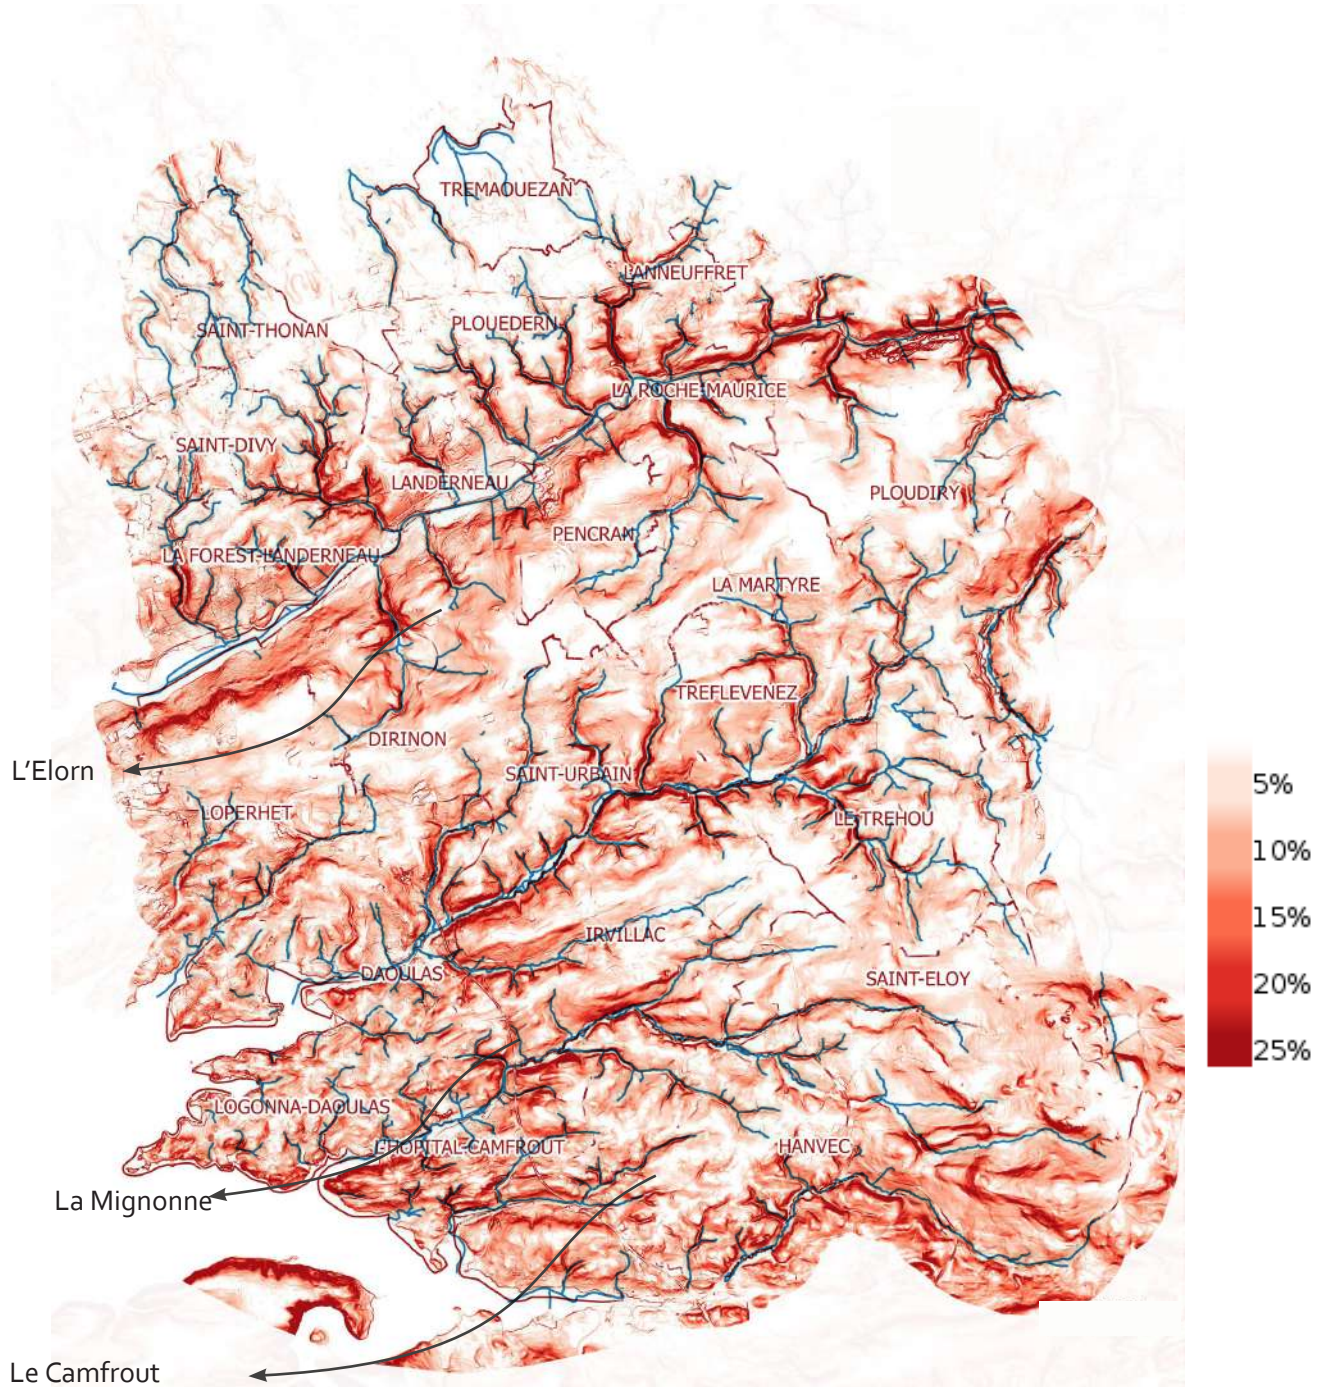 TREMAOUEZAN
LANNEUFFRET
SAINT-THONAN
PLOUEDERN
LA ROCHE-MAURICE
SAINT-DIVY
LANDERNEAU
PLOUDIRY
PENCRAN
LA FOREST-LANDERNEAU
LA MARTYRE
TREFLEVENEZ
DIRINON
L'Elorn
SAINT-URBAIN
LOPERHET
LE TREHOU
5%
10%
15%
20%
25%
IRVILLAC
DAOULAS
SAINT-ELOY
LOGONNA-DAOULAS
L'HOPITAL-CAMFROUT
HANVEC
La Mignonne
Le Camfrout